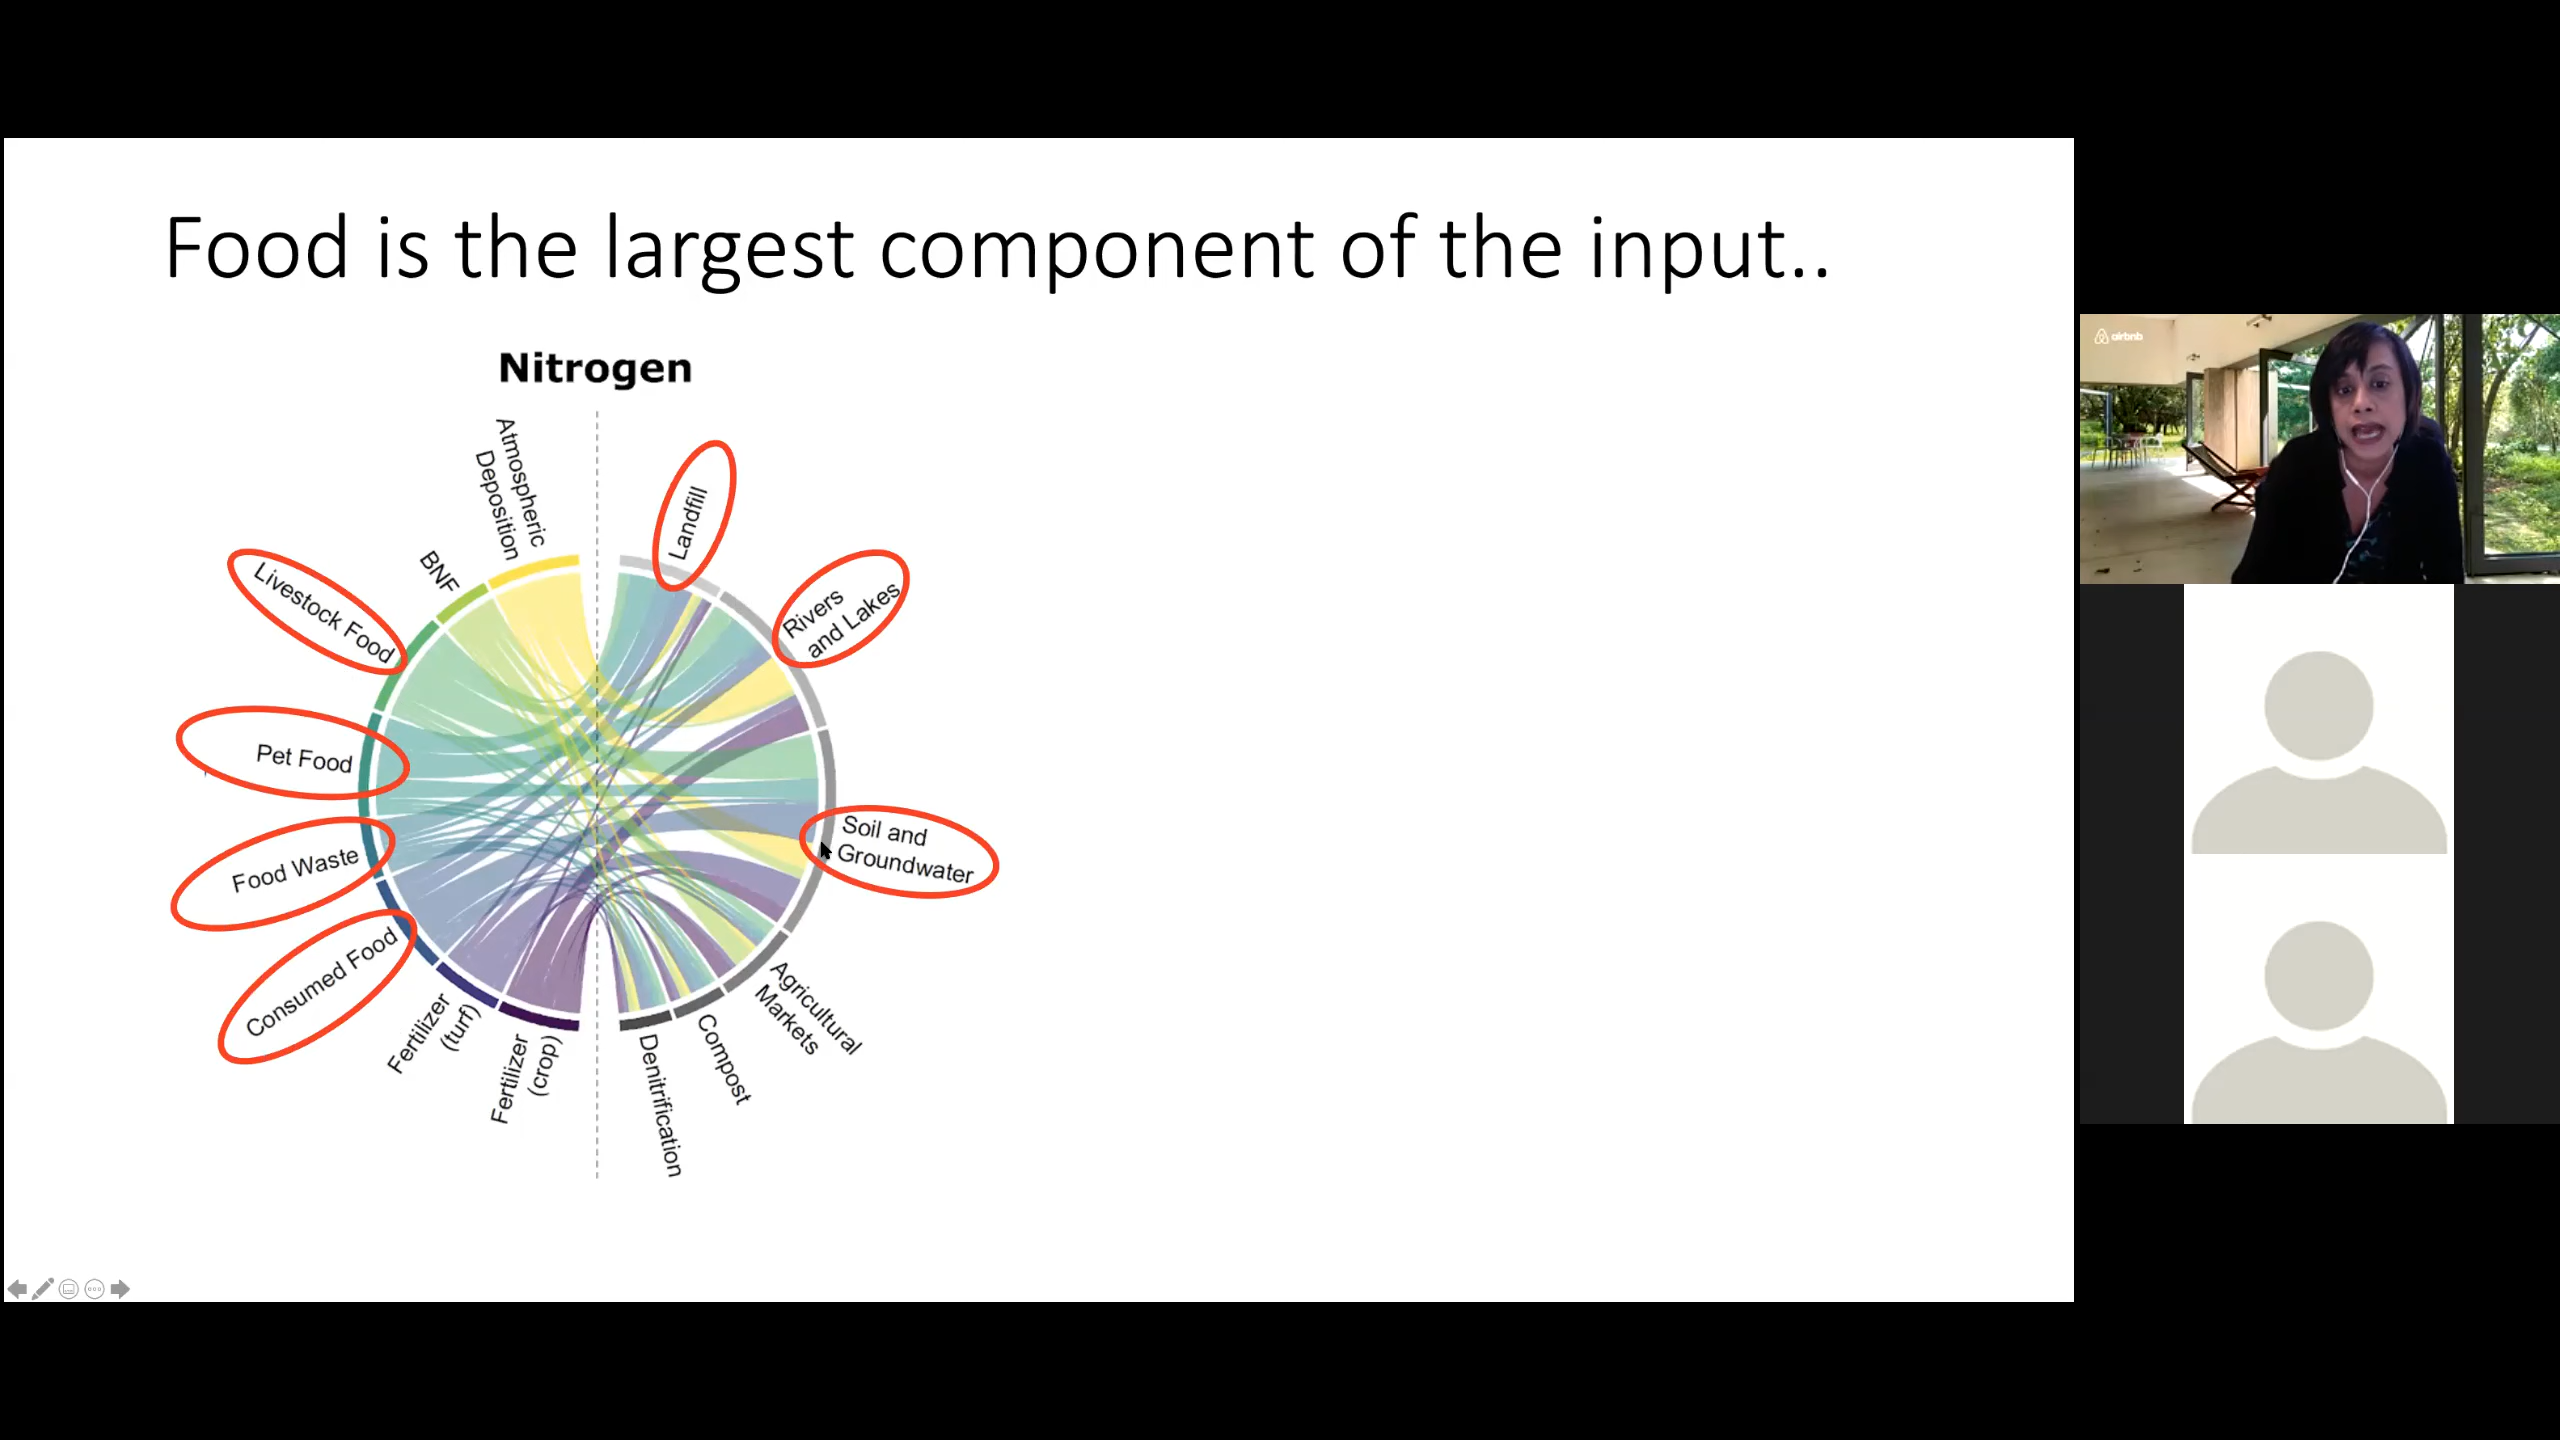 Food is the largest component of the input..
Nitrogen
Atmospheric
Deposition
BNF
Livestock Food
Pet Food
Food Waste
Consumed Food
Fertilizer
(turf)
Fertilizer
(crop)
Landfill
Rivers
and Lakes
Soil and
Groundwater
Agricultural
Markets
Compost
Denitrification
airbnb